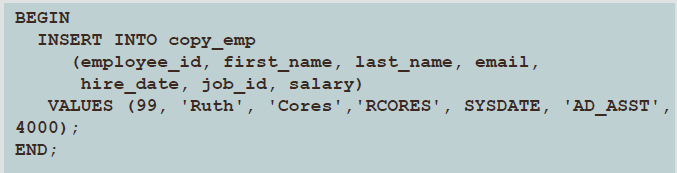 BEGIN
INSERT INTO copy_emp
(employee_id, first_name, last_name, email,
hire_date, job_id, salary)
VALUES (99, 'Ruth', 'Cores','RCORES', SYSDATE, 'AD_ASST',
4000);
END;